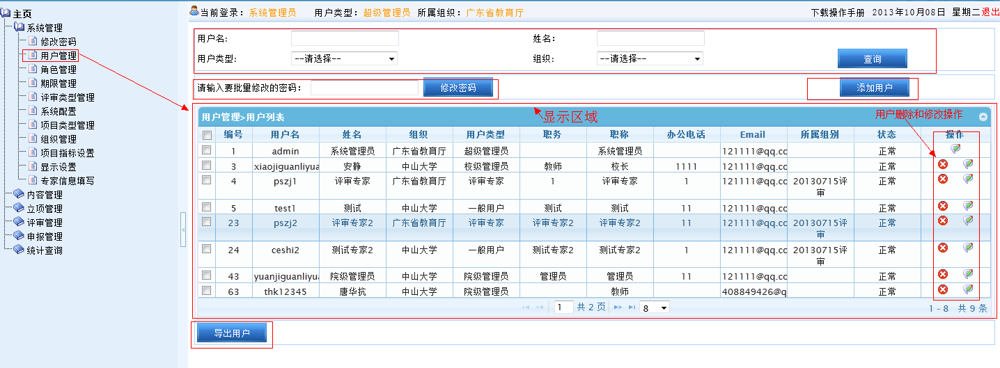 主页
系统管理
修改密码
用户管理
角色管理
期限管理
评审类型管理
系统配置
项目类型管理
组织管理
项目指标设置
显示设置
专家信息填写
内容管理
立项管理
评审管理
申报管理
统计查询
当前登录：系统管理员 用户类型：超级管理员 所属组织：广东省教育厅 下载操作手册 2013年10月08日 星期二退出
用户名: 姓名:
用户类型: --请选择-- 组织: --请选择-- 查询
请输入要批量修改的密码： 修改密码 添加用户
显示区域
用户管理>用户列表 用户删除和修改操作
编号 用户名 姓名 组织 用户类型 职务 职称 办公电话 Email 所属组别 状态 操作
1 admin 系统管理员 广东省教育厅 超级管理员 系统管理员 121111@qq.co 正常
3 xiaojiguanliyua 安静 中山大学 校级管理员 教师 校长 1111 121111@qq.co 正常
4 pszj1 评审专家 广东省教育厅 评审专家 1 评审专家 1 121111@qq.co 20130715评 正常
审
5 test1 测试 中山大学 一般用户 测试 测试 11 121111@qq.co 正常
23 pszj2 评审专家2 广东省教育厅 评审专家 评审专家2 评审专家2 11 121111@qq.co 20130715评 正常
审
24 ceshi2 测试专家2 中山大学 一般用户 测试专家2 测试专家2 1 121111@qq.co 20130715评 正常
审
43 yuanjiguanliyua 院级管理员 中山大学 院级管理员 管理员 管理员 11 121111@qq.co 正常
63 thk12345 唐华抗 中山大学 院级管理员 教师 408849426@q 正常
1 共 2 页 8 1 - 8 共 9 条
导出用户